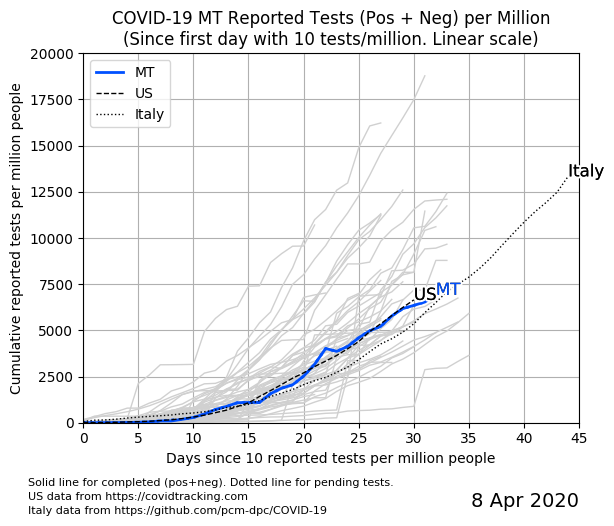 COVID-19 MT Reported Tests (Pos + Neg) per Million
(Since first day with 10 tests/million. Linear scale)
Cumulative reported tests per million people
20000
17500
15000
12500
10000
7500
5000
2500
0
MT
US
Italy
Italy
US
MT
0 5 10 15 20 25 30 35 40 45
Days since 10 reported tests per million people
Solid line for completed (pos+neg). Dotted line for pending tests.
US data from https://covidtracking.com
Italy data from https://github.com/pcm-dpc/COVID-19
8 Apr 2020